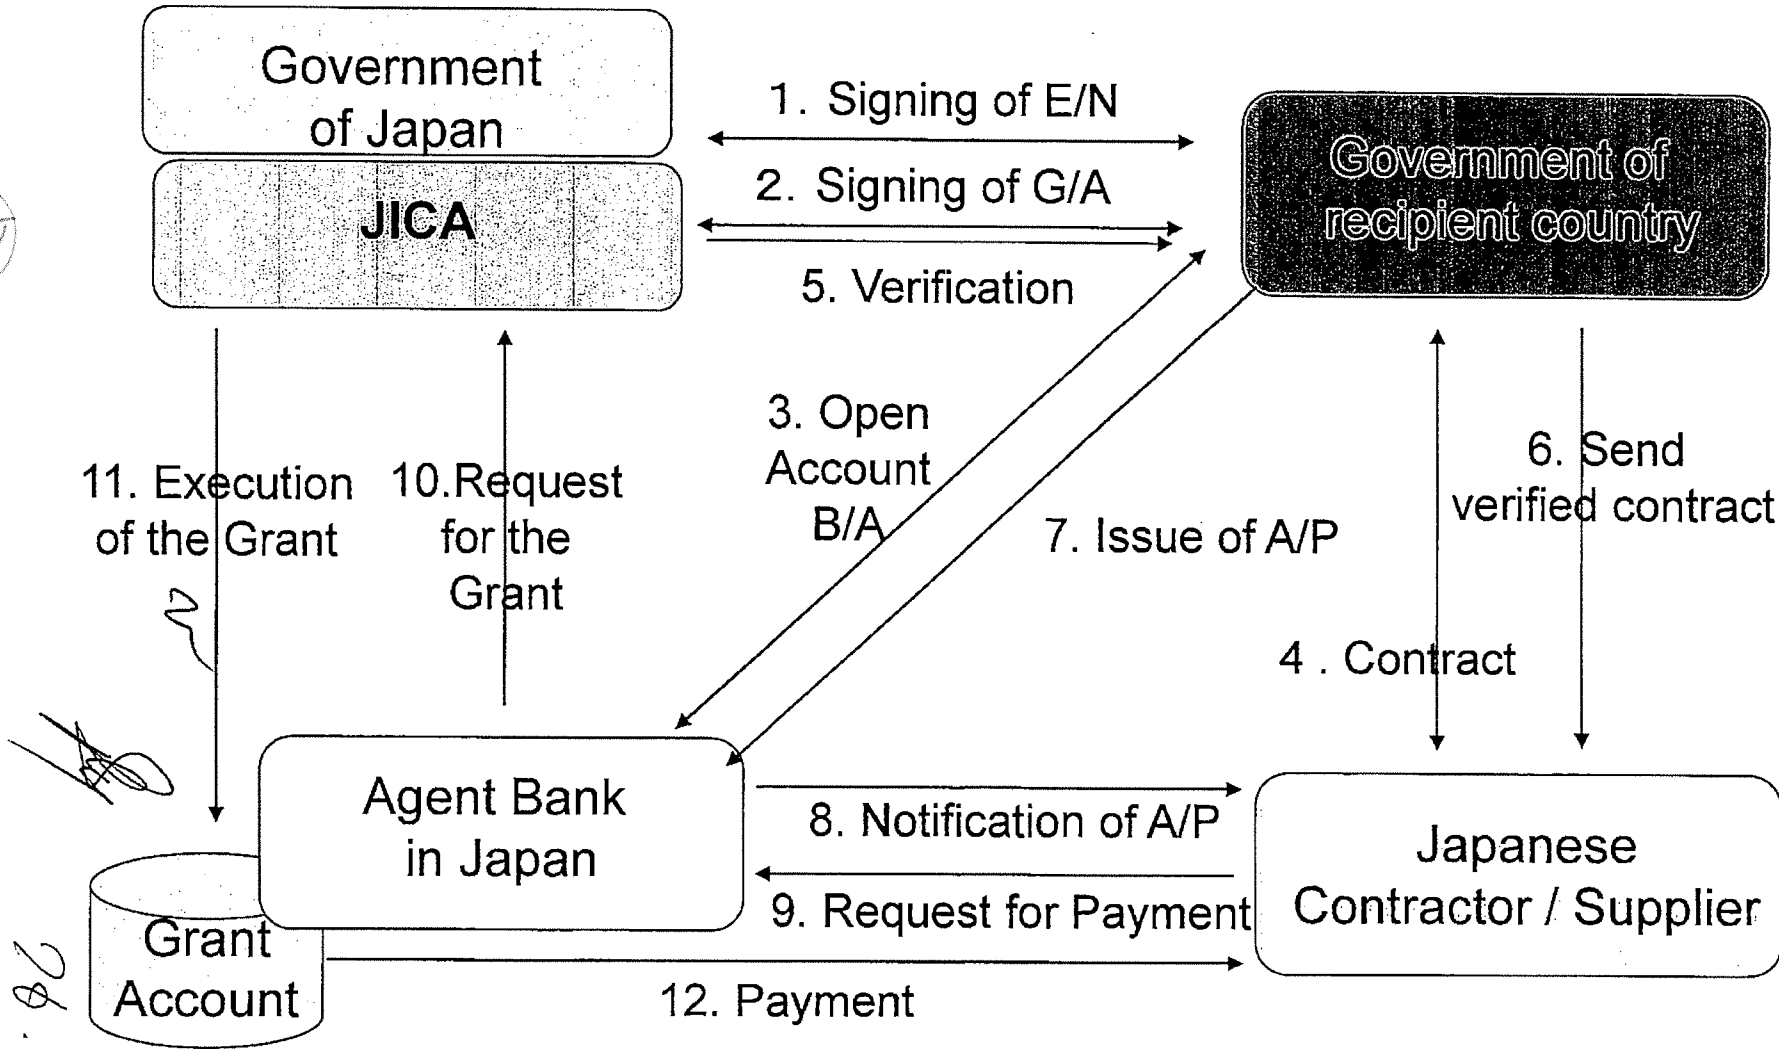 Government
of Japan
JICA
1. Signing of E/N
2. Signing of G/A
5. Verification
Government of
recipient country
3. Open
Account
B/A
7. Issue of A/P
6. Send
verified contract
4 . Contract
11. Execution
of the Grant
10.Request
for the
Grant
Agent Bank
in Japan
8. Notification of A/P
9. Request for Payment
Japanese
Contractor / Supplier
Grant
Account
12. Payment